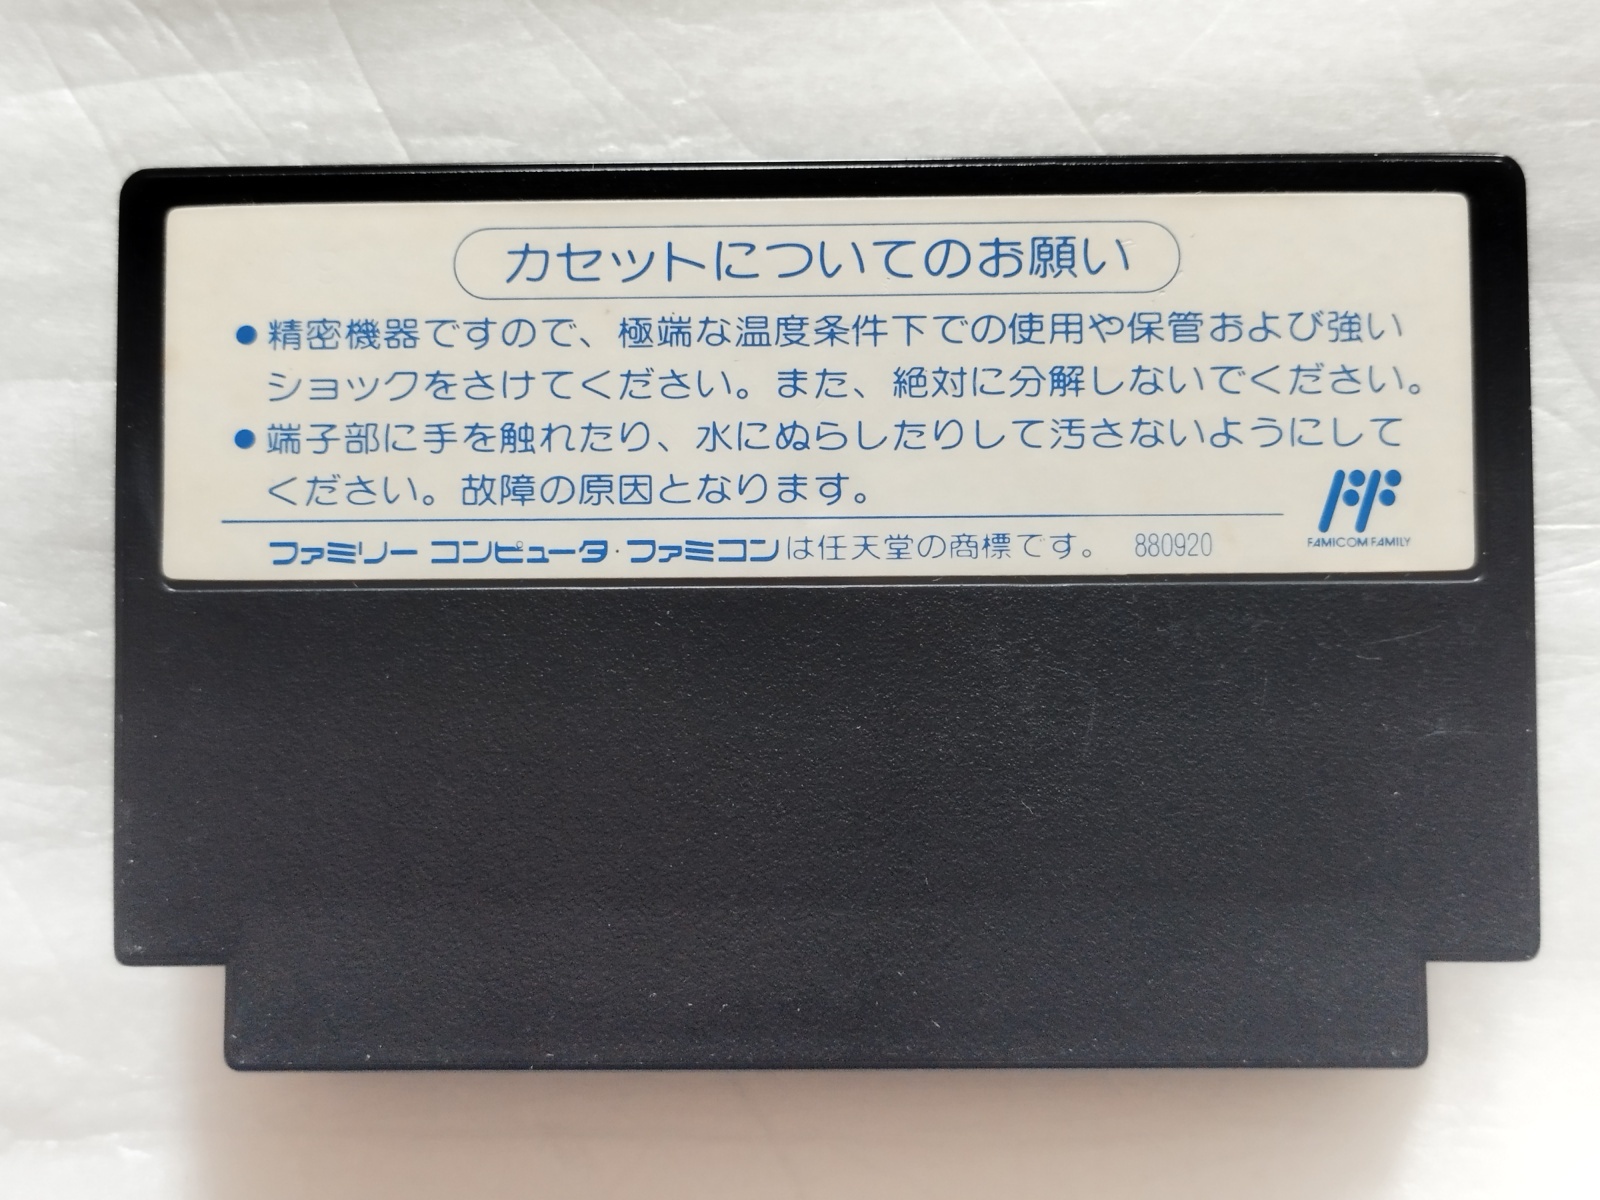 カセットについてのお願い
●精密機器ですので、極端な温度条件下での使用や保管および強い
ショックをさけてください。また、絶対に分解しないでください。
●端子部に手を触れたり、水にぬらしたりして汚さないようにして
ください。故障の原因となります。
FF
FAMICOM FAMILY
ファミリー コンピュータ・ファミコンは任天堂の商標です。 880920